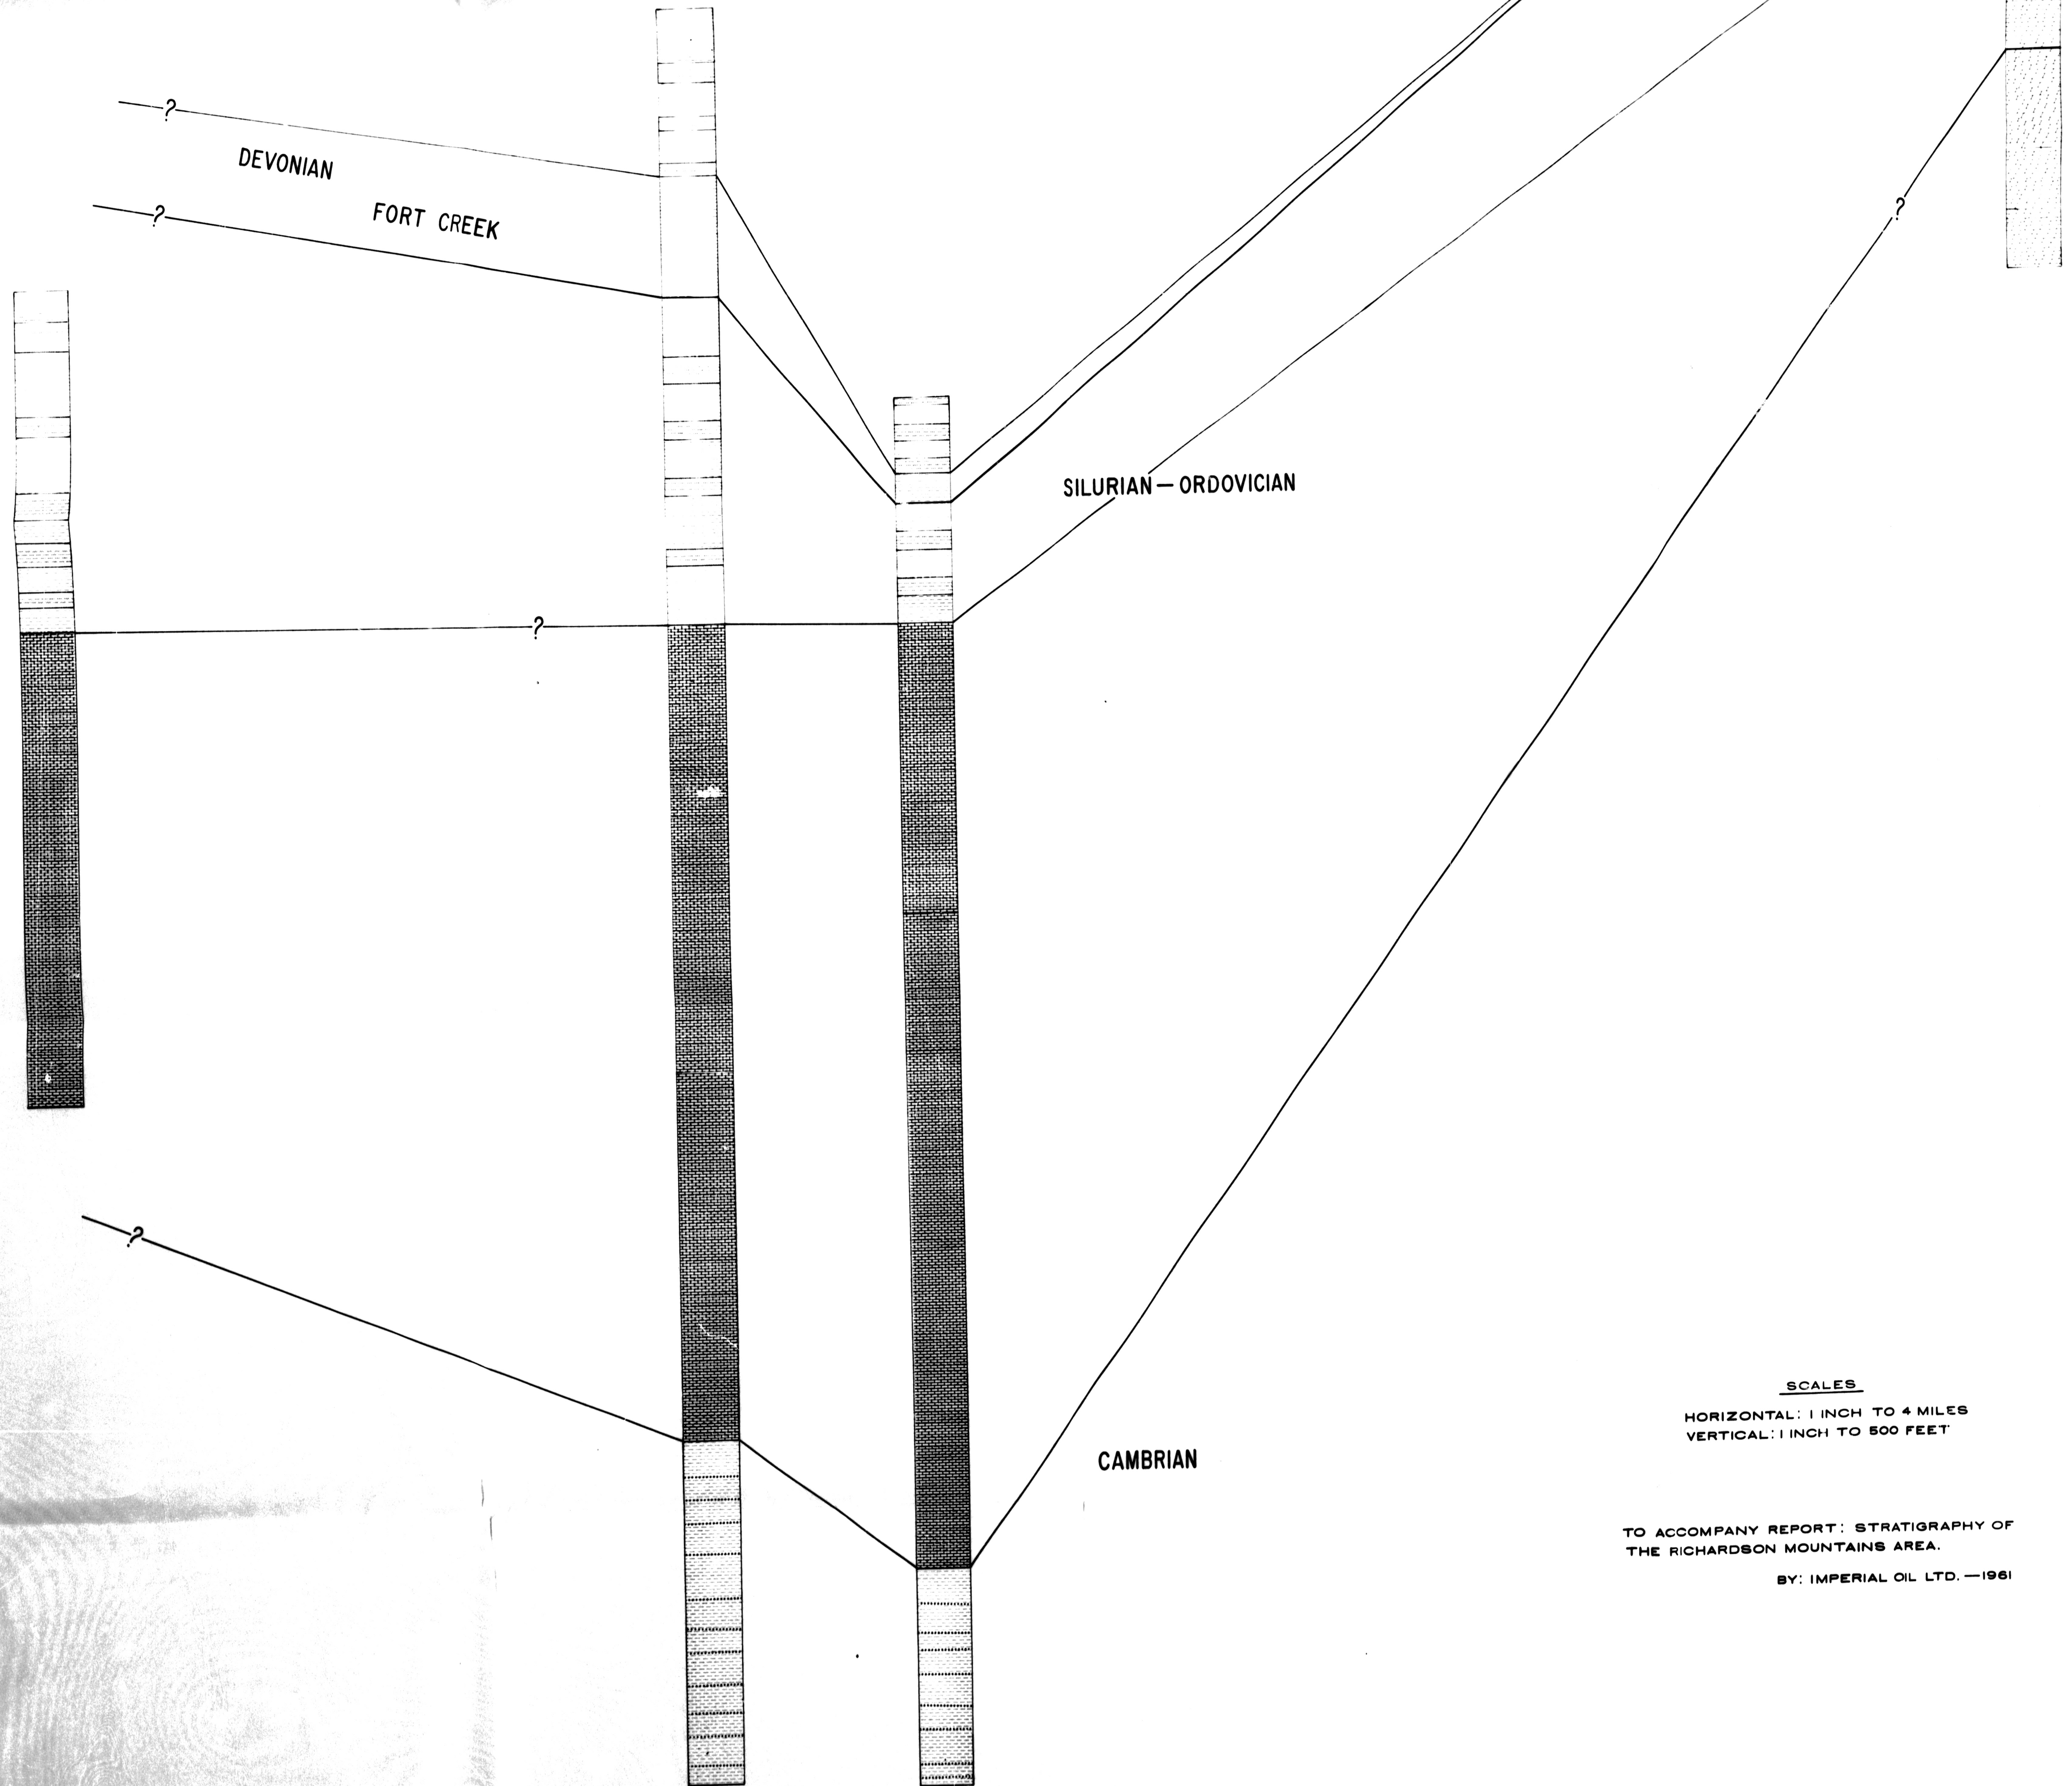 ?
DEVONIAN
?
FORT CREEK
?
SILURIAN — ORDOVICIAN
?
?
SCALES
HORIZONTAL: 1 INCH TO 4 MILES
VERTICAL: 1 INCH TO 500 FEET
CAMBRIAN
TO ACCOMPANY REPORT: STRATIGRAPHY OF
THE RICHARDSON MOUNTAINS AREA.
BY: IMPERIAL OIL LTD. —1961